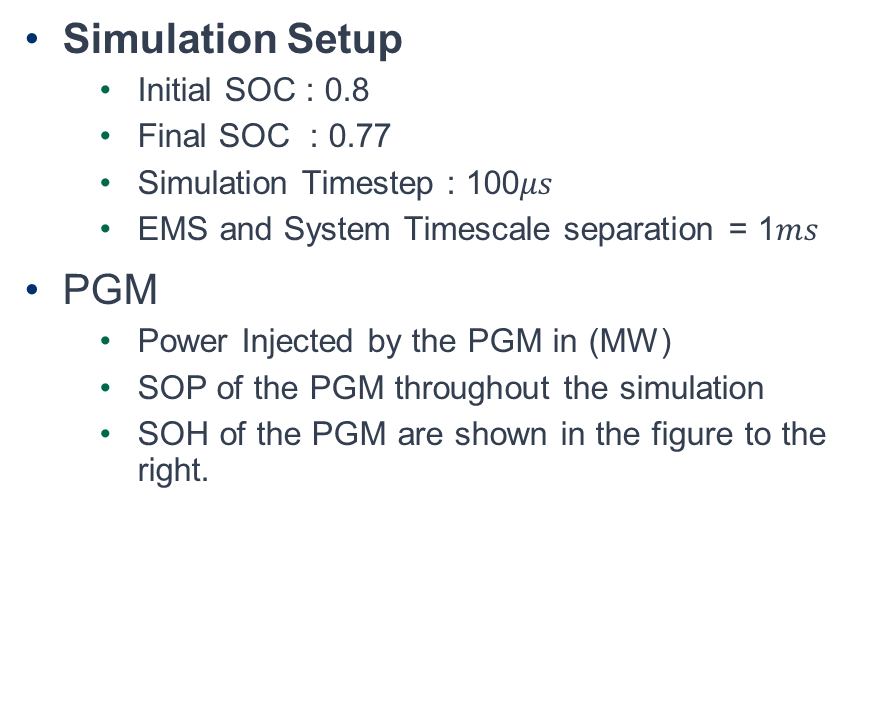 • Simulation Setup
• Initial SOC : 0.8
• Final SOC : 0.77
• Simulation Timestep : 100𝜇𝑠
• EMS and System Timescale separation = 1𝑚𝑠
• PGM
• Power Injected by the PGM in (MW)
• SOP of the PGM throughout the simulation
• SOH of the PGM are shown in the figure to the
right.